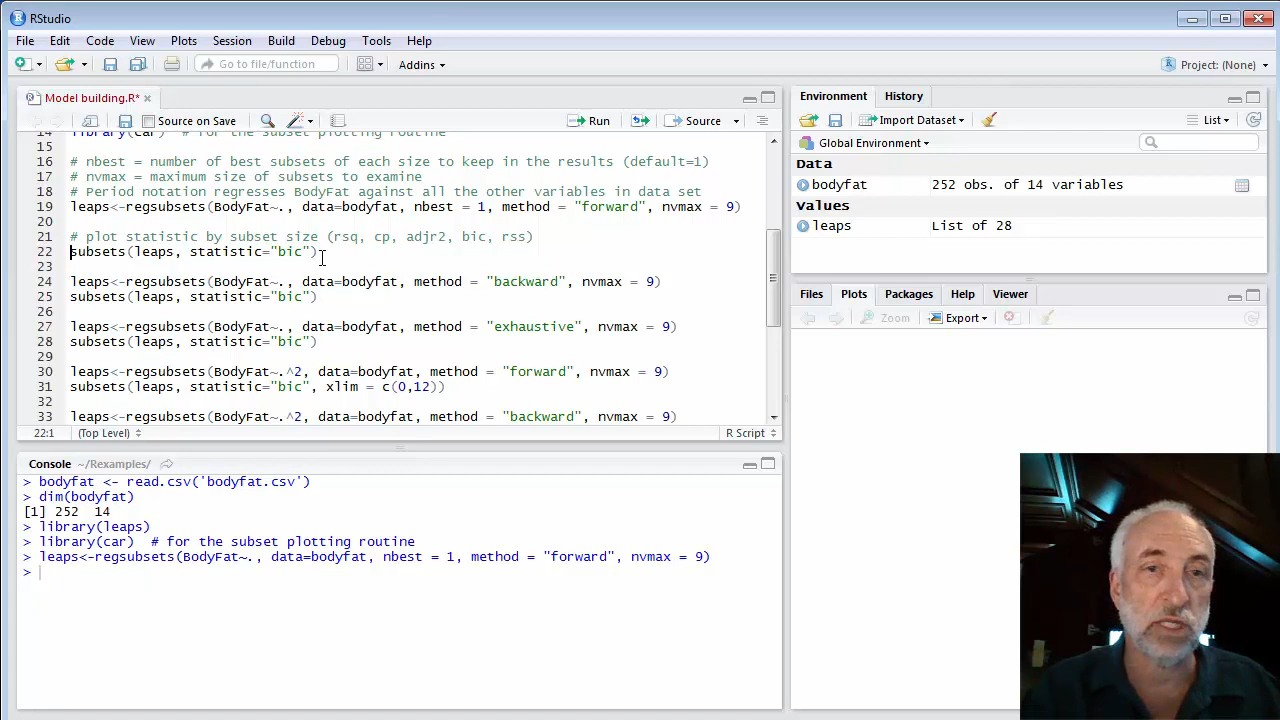 RStudio
File Edit Code View Plots Session Build Debug Tools Help
Go to file/function Addins Project: (None)
Model building.R*
Source on Save Run Source
14 library(car) # for the subset plotting routine
15
16 # nbest = number of best subsets of each size to keep in the results (default=1)
17 # nvmax = maximum size of subsets to examine
18 # Period notation regresses BodyFat against all the other variables in data set
19 leaps<-regsubsets(BodyFat~., data=bodyfat, nbest = 1, method = "forward", nvmax = 9)
20
21 # plot statistic by subset size (rsq, cp, adjr2, bic, rss)
22 subsets(leaps, statistic="bic")
23
24 leaps<-regsubsets(BodyFat~., data=bodyfat, method = "backward", nvmax = 9)
25 subsets(leaps, statistic="bic")
26
27 leaps<-regsubsets(BodyFat~., data=bodyfat, method = "exhaustive", nvmax = 9)
28 subsets(leaps, statistic="bic")
29
30 leaps<-regsubsets(BodyFat~.^2, data=bodyfat, method = "forward", nvmax = 9)
31 subsets(leaps, statistic="bic", xlim = c(0,12))
32
33 leaps<-regsubsets(BodyFat~.^2, data=bodyfat, method = "backward", nvmax = 9)
22:1 (Top Level) R Script
Console ~/Rexamples/
> bodyfat <- read.csv('bodyfat.csv')
> dim(bodyfat)
[1] 252 14
> library(leaps)
> library(car) # for the subset plotting routine
> leaps<-regsubsets(BodyFat~., data=bodyfat, nbest = 1, method = "forward", nvmax = 9)
>
Environment History
Import Dataset List
Global Environment
Data
bodyfat 252 obs. of 14 variables
Values
leaps List of 28
Files Plots Packages Help Viewer
Zoom Export